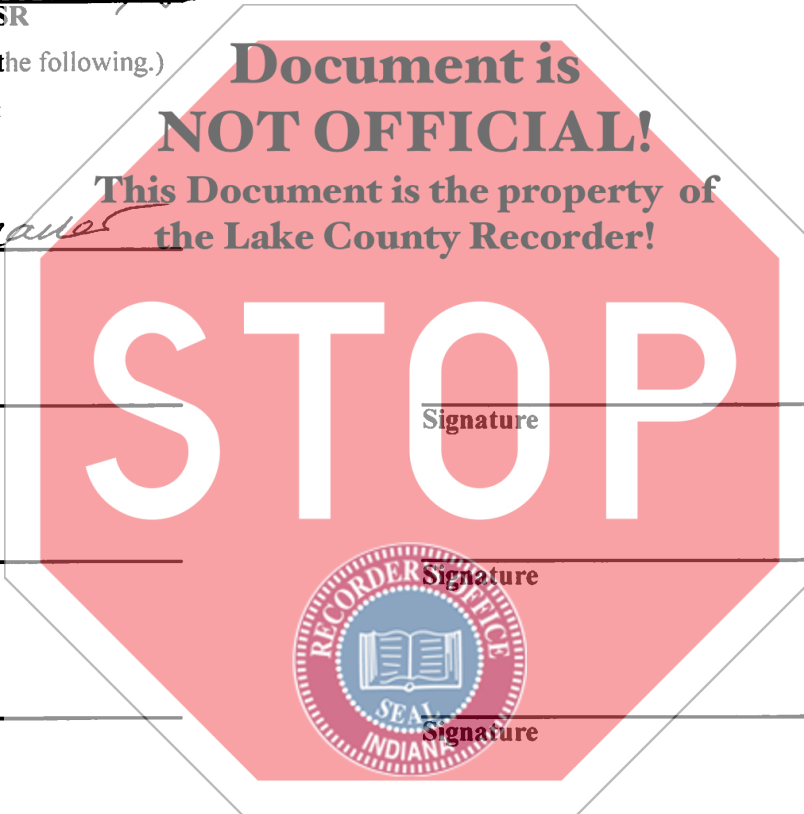 SR
the following.)
Document is
NOT OFFICIAL!
This Document is the property of
the Lake County Recorder!
STOP
Signature
Signature
Signature
RECORDER'S OFFICE
SEAL
INDIANA